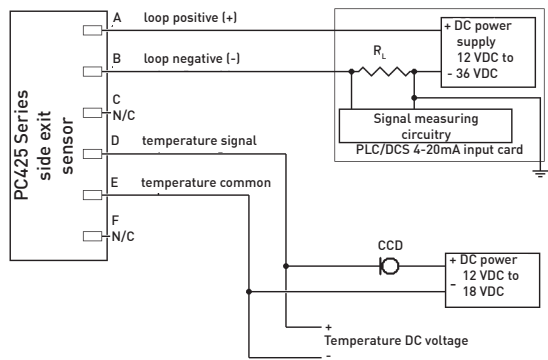 PC425 Series
side exit
sensor
A loop positive (+)
B loop negative (-)
C
N/C
D temperature signal
E temperature common
F
N/C
R_L
+ DC power
supply
12 VDC to
- 36 VDC
Signal measuring
circuitry
PLC/DCS 4-20mA input card
CCD
+ DC power
12 VDC to
- 18 VDC
+
Temperature DC voltage
-